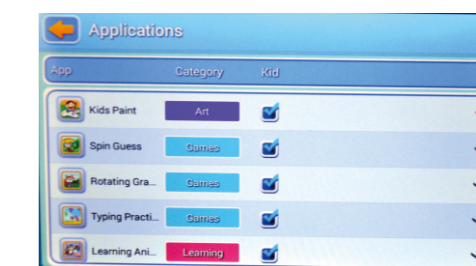 Applications
App Category Kid
Kids Paint Art
Spin Guess Games
Rotating Gra... Games
Typing Practi... Games
Learning Ani... Learning